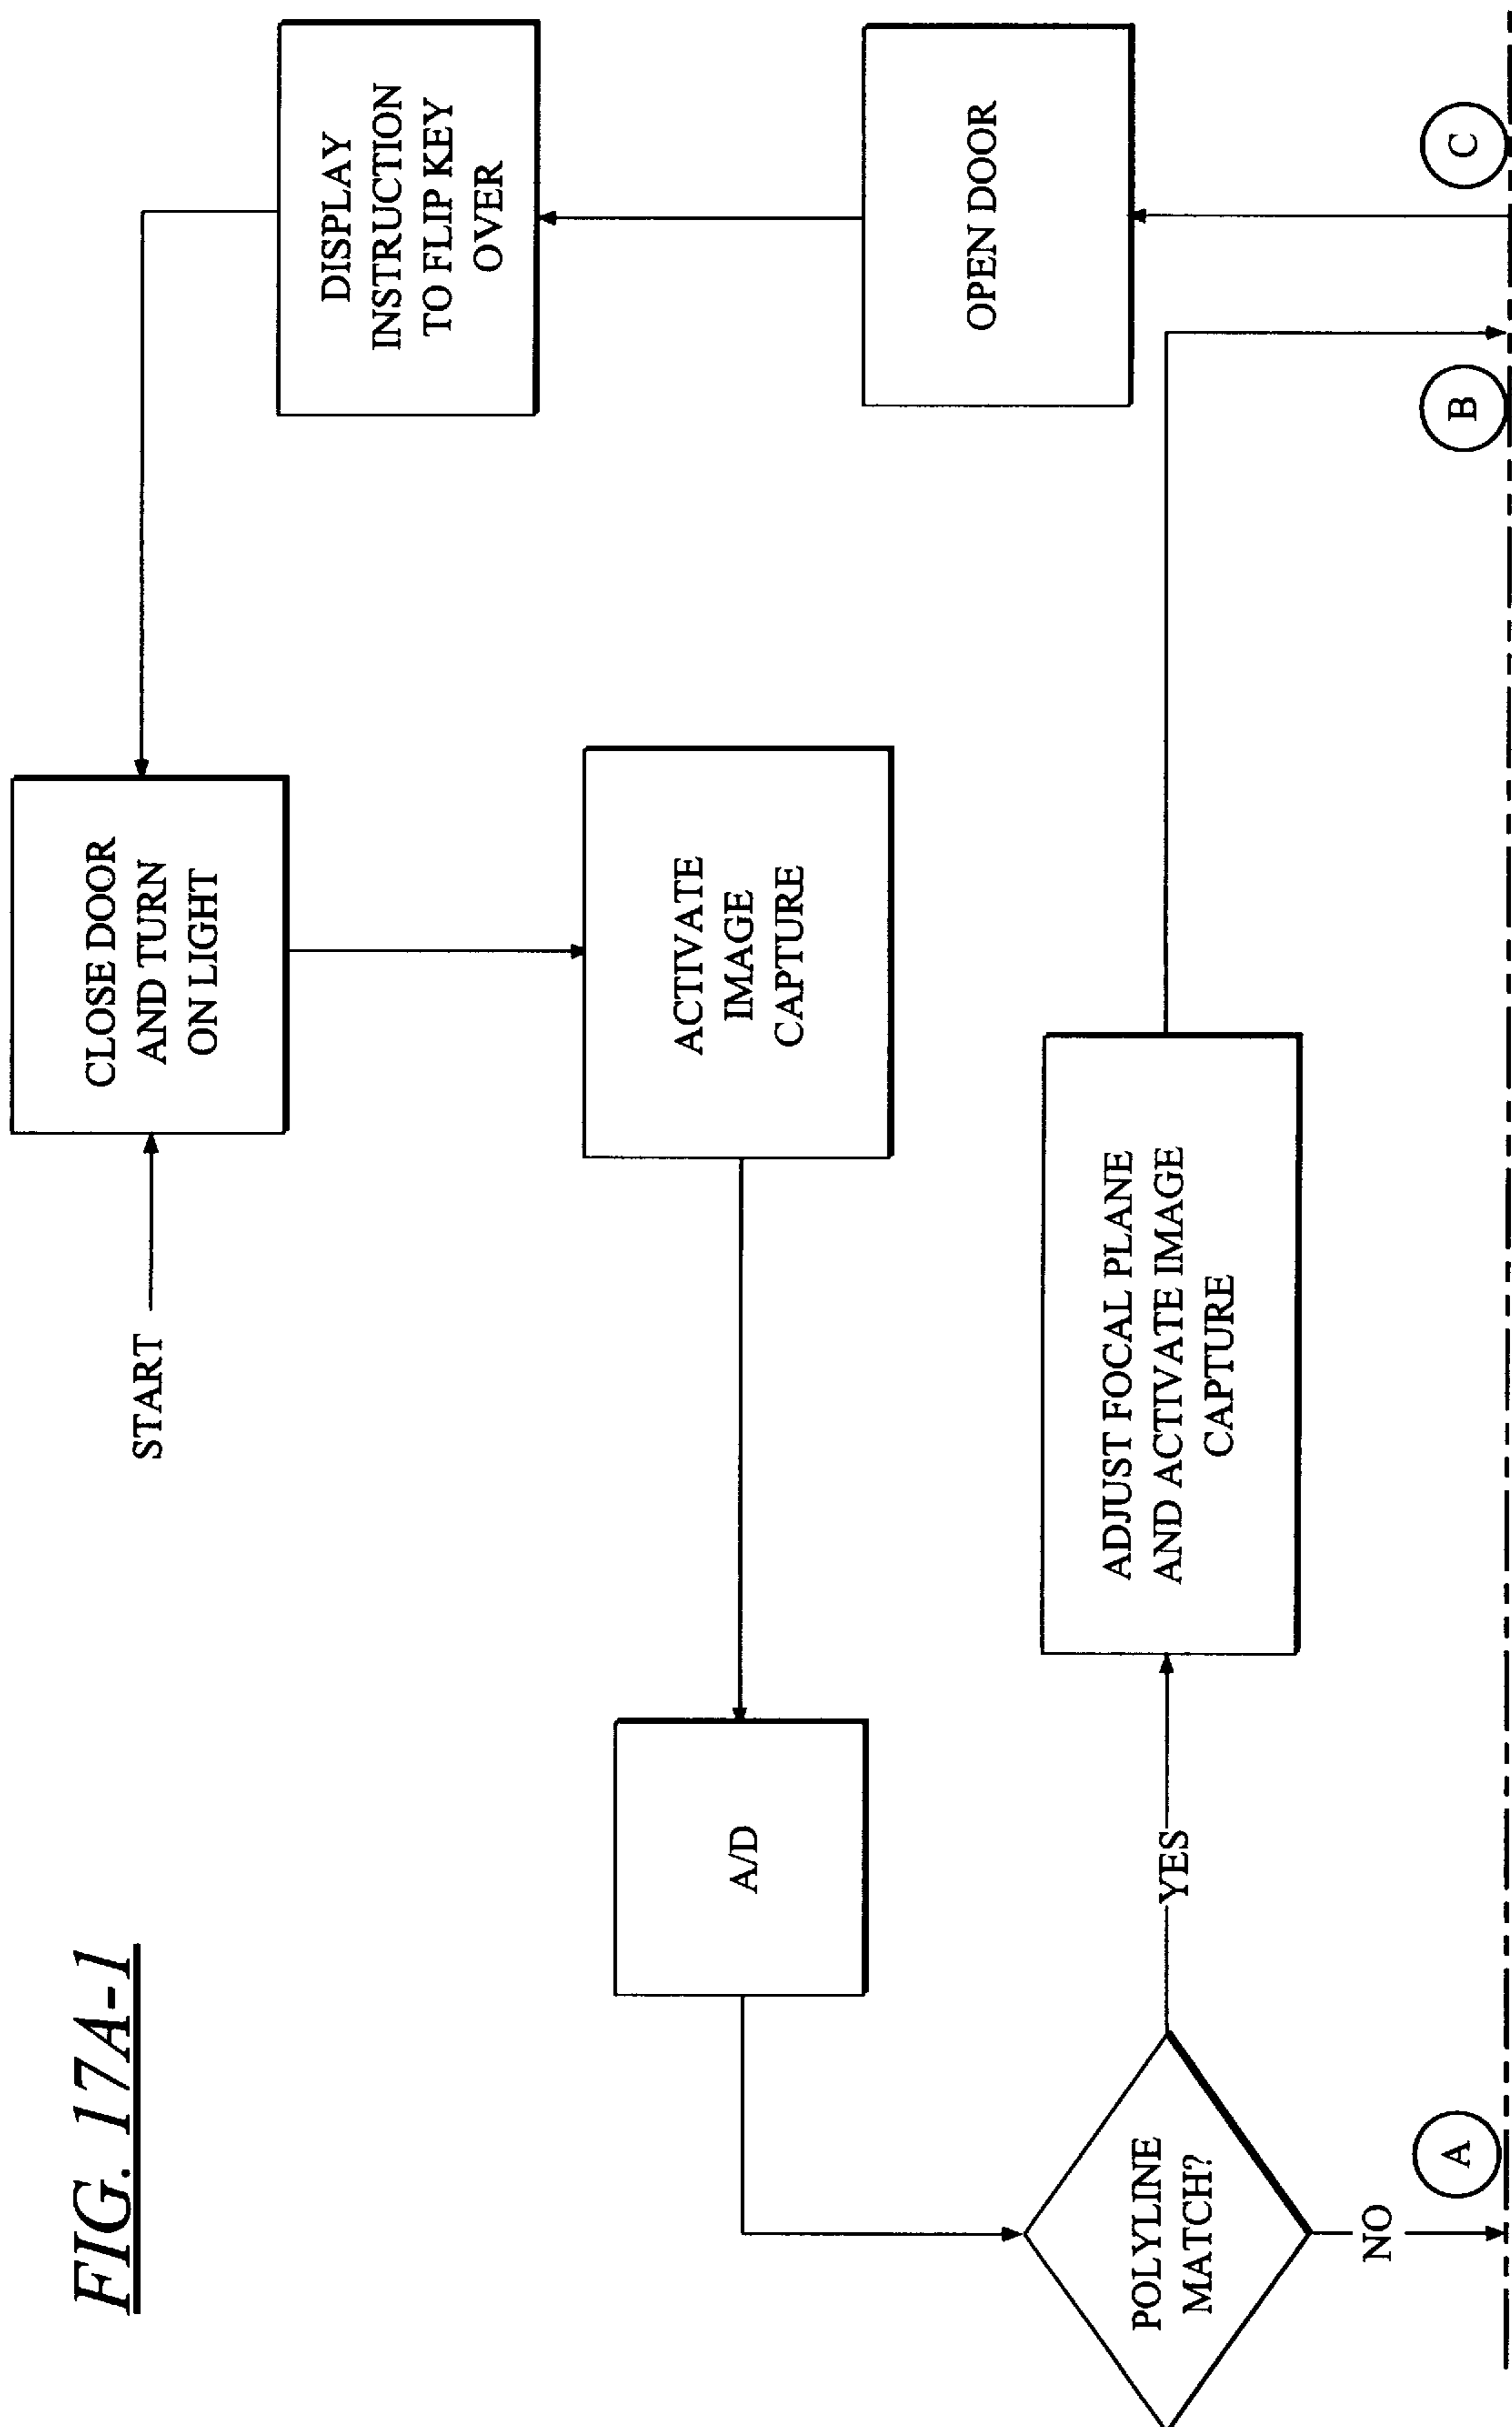 FIG. 17A-1
START
CLOSE DOOR
AND TURN
ON LIGHT
DISPLAY
INSTRUCTION
TO FLIP KEY
OVER
ACTIVATE
IMAGE
CAPTURE
A/D
OPEN DOOR
POLYLINE
MATCH?
YES
ADJUST FOCAL PLANE
AND ACTIVATE IMAGE
CAPTURE
NO
A
B
C